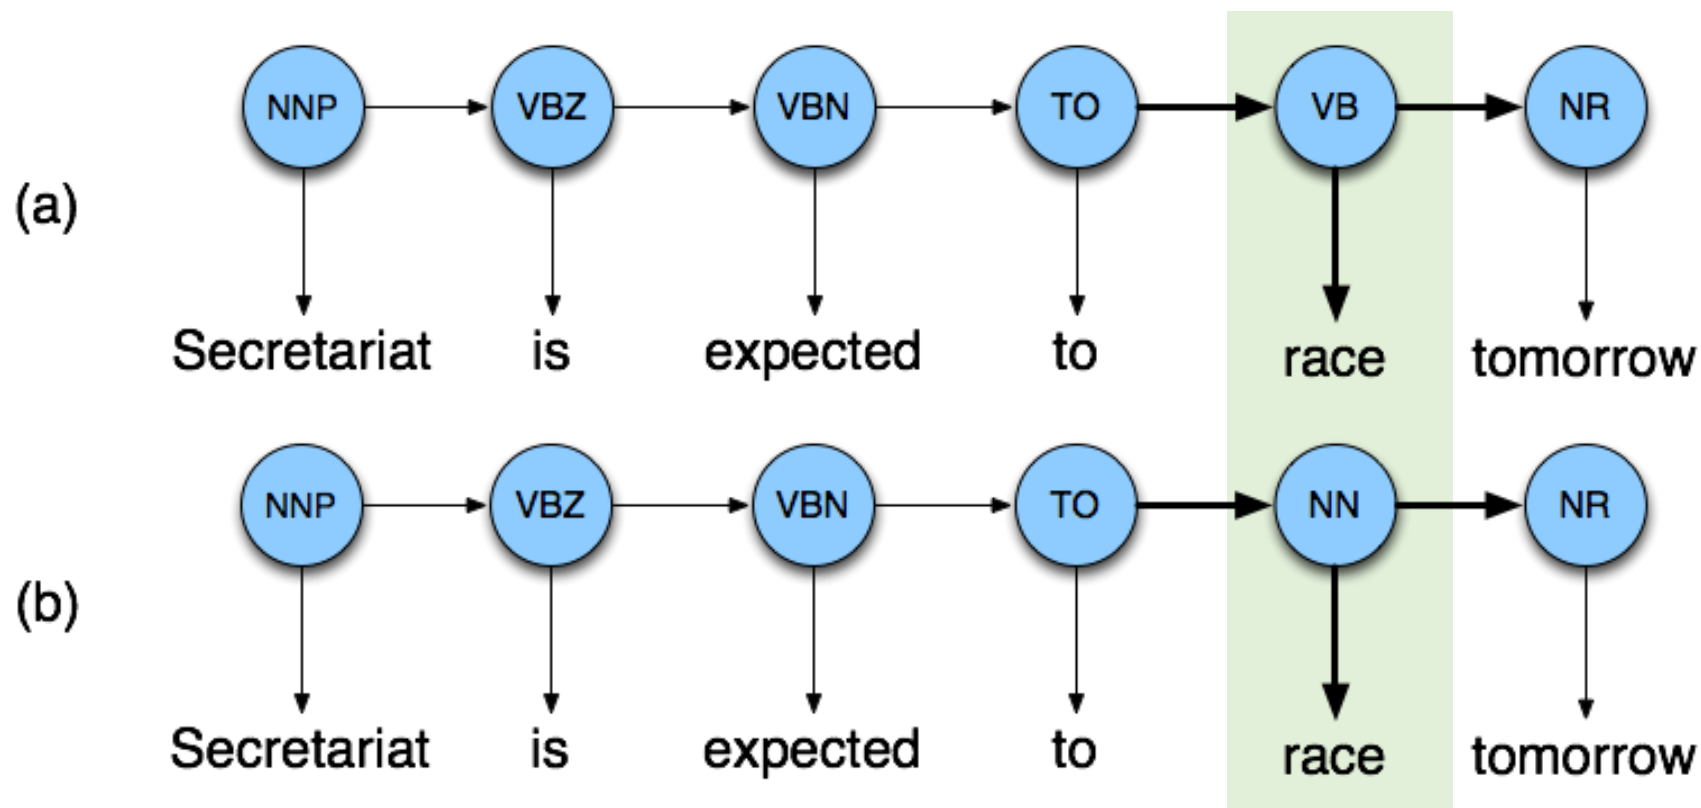 NNP VBZ VBN TO VB NR
(a)
Secretariat is expected to race tomorrow
NNP VBZ VBN TO NN NR
(b)
Secretariat is expected to race tomorrow